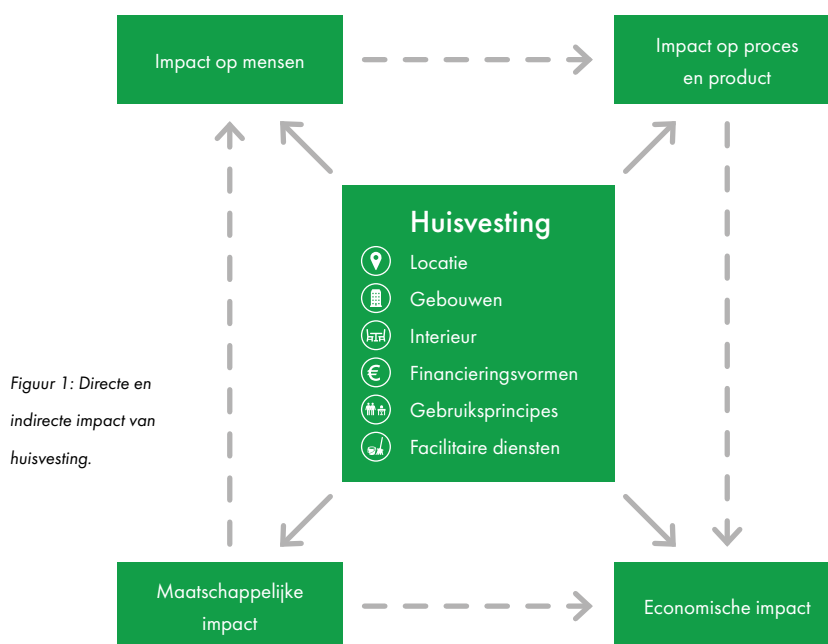 Impact op mensen
Impact op proces
en product
Huisvesting
Locatie
Gebouwen
Interieur
Financieringsvormen
Gebruiksprincipes
Facilitaire diensten
Figuur 1: Directe en
indirecte impact van
huisvesting.
Maatschappelijke
impact
Economische impact